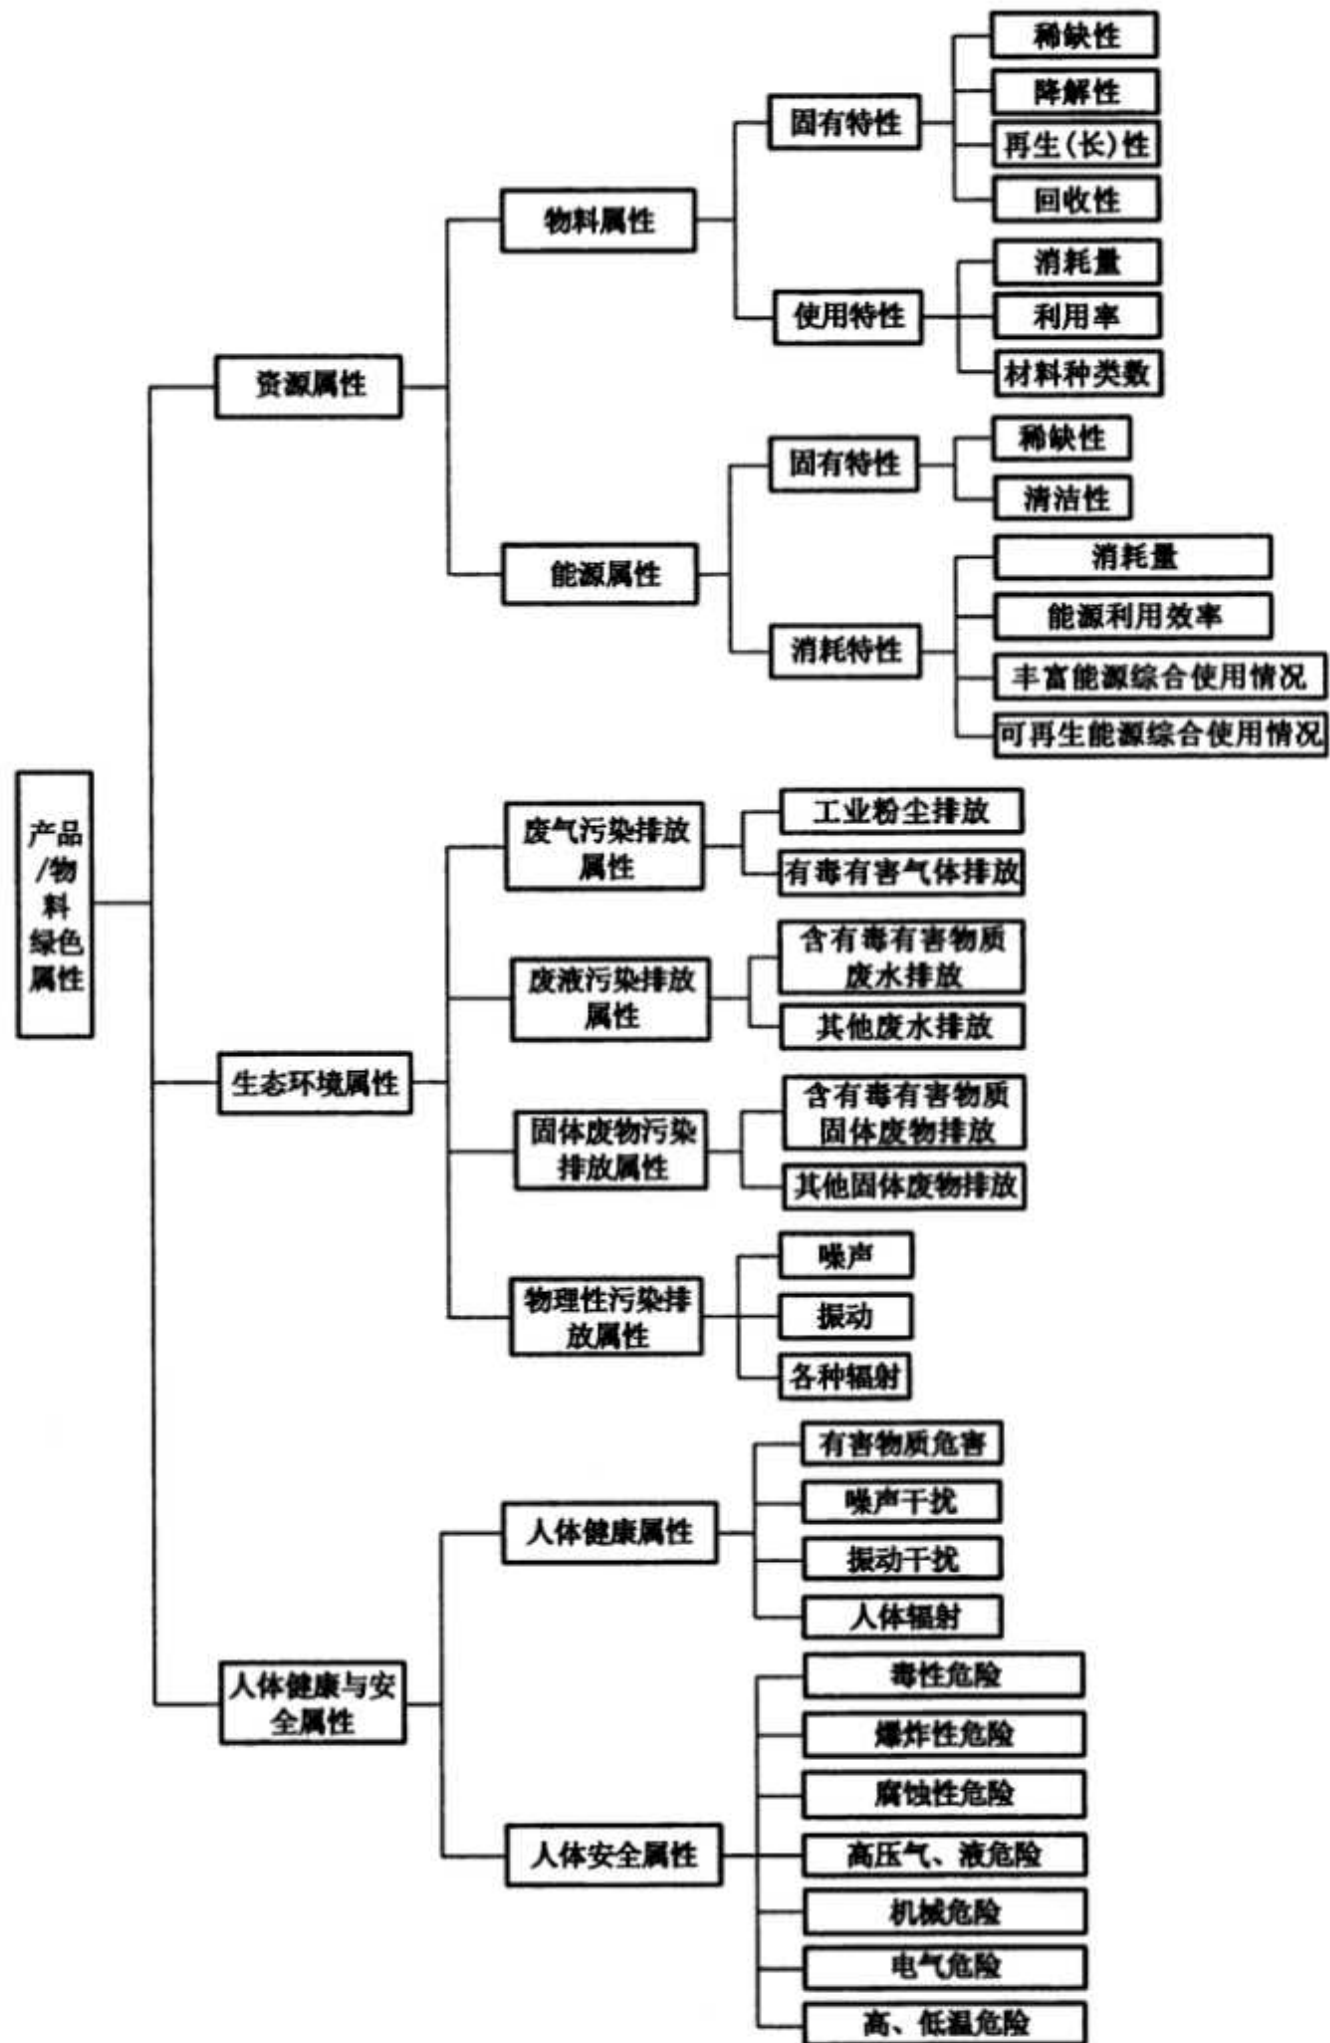 稀缺性
降解性
固有特性
再生(长)性
回收性
物料属性
消耗量
使用特性
利用率
材料种类数
资源属性
稀缺性
固有特性
清洁性
能源属性
消耗量
能源利用效率
消耗特性
丰富能源综合使用情况
可再生能源综合使用情况
产品
/物
料
绿色
属性
废气污染排放
属性
工业粉尘排放
有毒有害气体排放
废液污染排放
属性
含有毒有害物质
废水排放
其他废水排放
生态环境属性
固体废物污染
排放属性
含有毒有害物质
固体废物排放
其他固体废物排放
物理性污染排
放属性
噪声
振动
各种辐射
人体健康属性
有害物质危害
噪声干扰
振动干扰
人体辐射
人体健康与安
全属性
人体安全属性
毒性危险
爆炸性危险
腐蚀性危险
高压气、液危险
机械危险
电气危险
高、低温危险